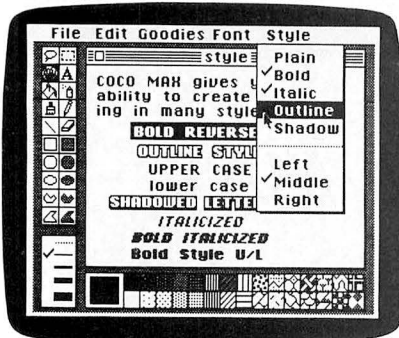 File Edit Goodies Font Style
style
Plain
Bold
Italic
Outline
Shadow
Left
Middle
Right
A
COCO MAX gives
ability to create
ing in many style
BOLD REVERSE
OUTLINE STYL
UPPER CASE
lower case
SHADOWED LETTE
ITALICIZED
BOLD ITALICIZED
Bold Style U/L